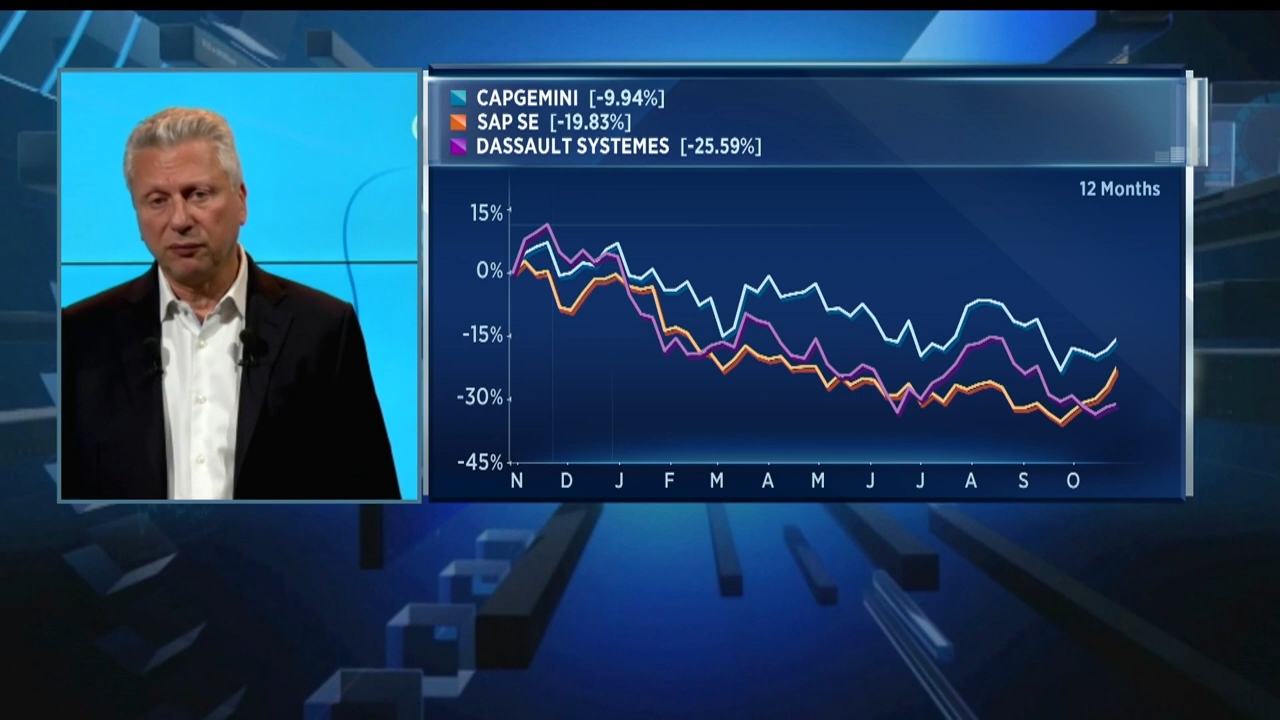 CAPGEMINI [-9.94%]
SAP SE [-19.83%]
DASSAULT SYSTEMES [-25.59%]
12 Months
15%
0%
-15%
-30%
-45%
N D J F M A M J J A S O